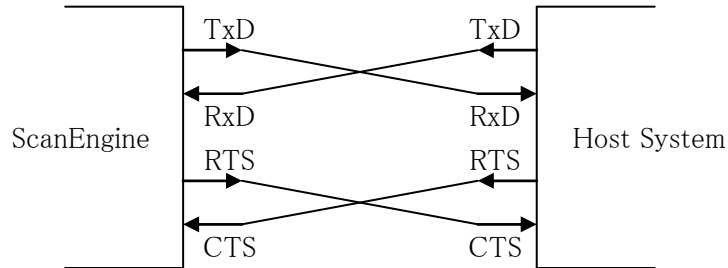 TxD TxD
RxD RxD
ScanEngine Host System
RTS RTS
CTS CTS